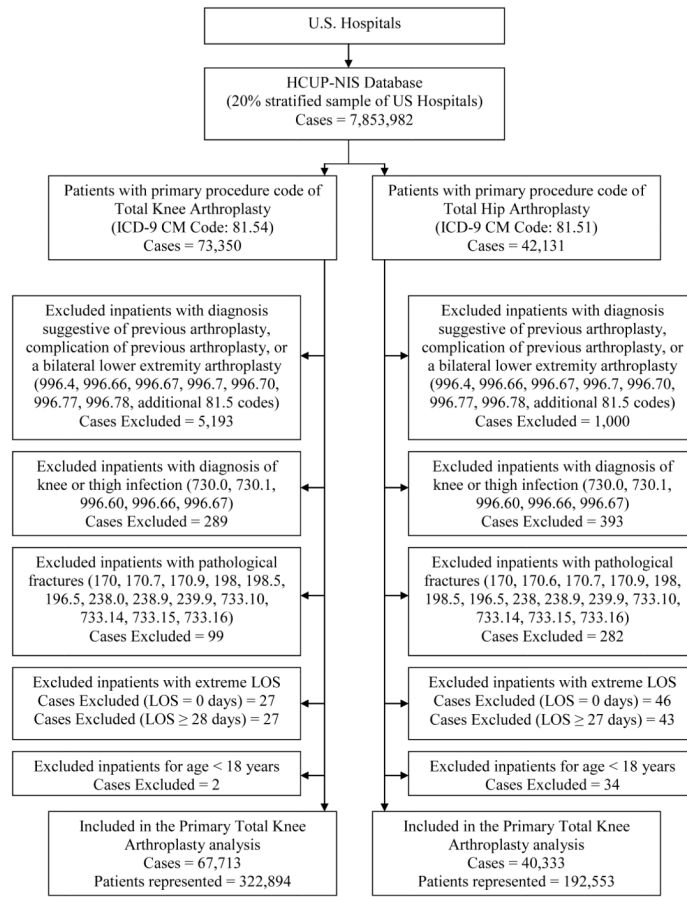 U.S. Hospitals
HCUP-NIS Database
(20% stratified sample of US Hospitals)
Cases = 7,853,982
Patients with primary procedure code of
Total Knee Arthroplasty
(ICD-9 CM Code: 81.54)
Cases = 73,350
Patients with primary procedure code of
Total Hip Arthroplasty
(ICD-9 CM Code: 81.51)
Cases = 42,131
Excluded inpatients with diagnosis
suggestive of previous arthroplasty,
complication of previous arthroplasty, or
a bilateral lower extremity arthroplasty
(996.4, 996.66, 996.67, 996.7, 996.70,
996.77, 996.78, additional 81.5 codes)
Cases Excluded = 5,193
Excluded inpatients with diagnosis
suggestive of previous arthroplasty,
complication of previous arthroplasty, or
a bilateral lower extremity arthroplasty
(996.4, 996.66, 996.67, 996.7, 996.70,
996.77, 996.78, additional 81.5 codes)
Cases Excluded = 1,000
Excluded inpatients with diagnosis of
knee or thigh infection (730.0, 730.1,
996.60, 996.66, 996.67)
Cases Excluded = 289
Excluded inpatients with diagnosis of
knee or thigh infection (730.0, 730.1,
996.60, 996.66, 996.67)
Cases Excluded = 393
Excluded inpatients with pathological
fractures (170, 170.7, 170.9, 198, 198.5,
196.5, 238.0, 238.9, 239.9, 733.10,
733.14, 733.15, 733.16)
Cases Excluded = 99
Excluded inpatients with pathological
fractures (170, 170.6, 170.7, 170.9, 198,
198.5, 196.5, 238, 238.9, 239.9, 733.10,
733.14, 733.15, 733.16)
Cases Excluded = 282
Excluded inpatients with extreme LOS
Cases Excluded (LOS = 0 days) = 27
Cases Excluded (LOS ≥ 28 days) = 27
Excluded inpatients with extreme LOS
Cases Excluded (LOS = 0 days) = 46
Cases Excluded (LOS ≥ 27 days) = 43
Excluded inpatients for age < 18 years
Cases Excluded = 2
Excluded inpatients for age < 18 years
Cases Excluded = 34
Included in the Primary Total Knee
Arthroplasty analysis
Cases = 67,713
Patients represented = 322,894
Included in the Primary Total Knee
Arthroplasty analysis
Cases = 40,333
Patients represented = 192,553